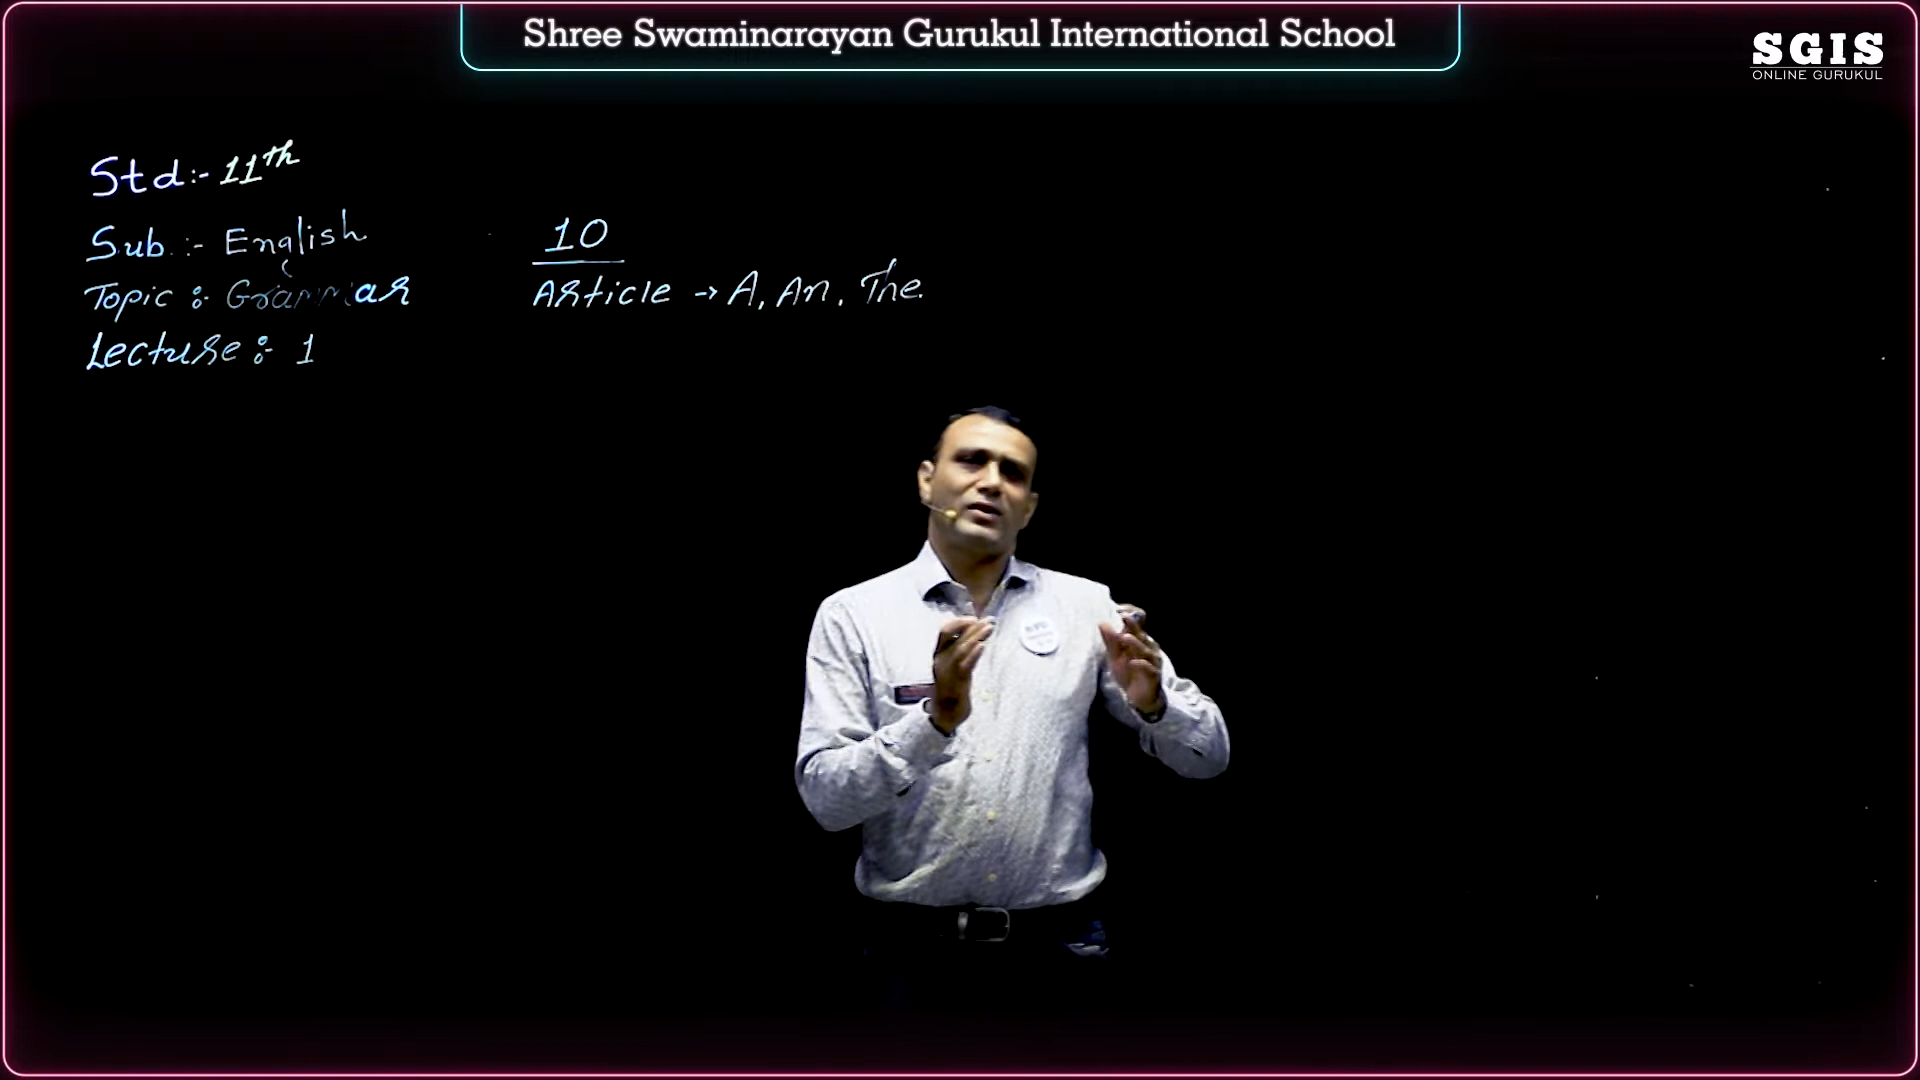 Shree Swaminarayan Gurukul International School
SGIS
ONLINE GURUKUL
Std:- 11th
Sub.:- English
Topic :- Grammar
Lecture :- 1
10
Article → A, An, The.